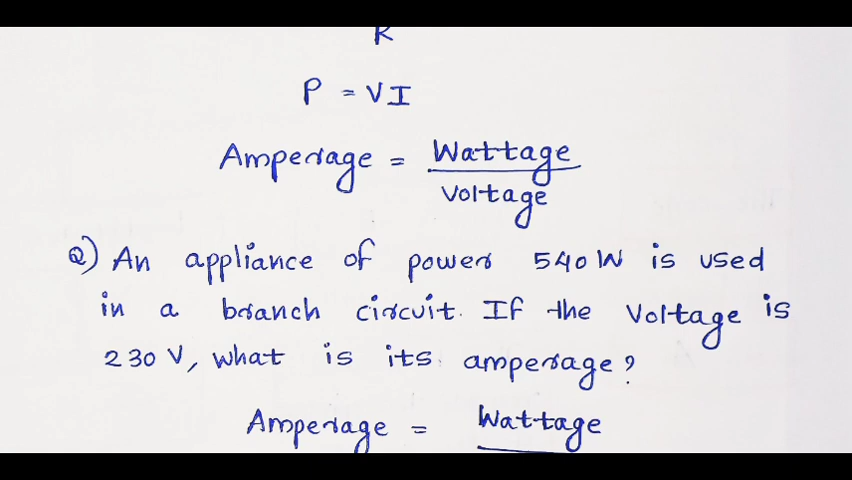 R
P = VI
Amperage = Wattage
Voltage
Q) An appliance of power 540 W is used
in a branch circuit. If the Voltage is
230 V, what is its amperage?
Amperage = Wattage